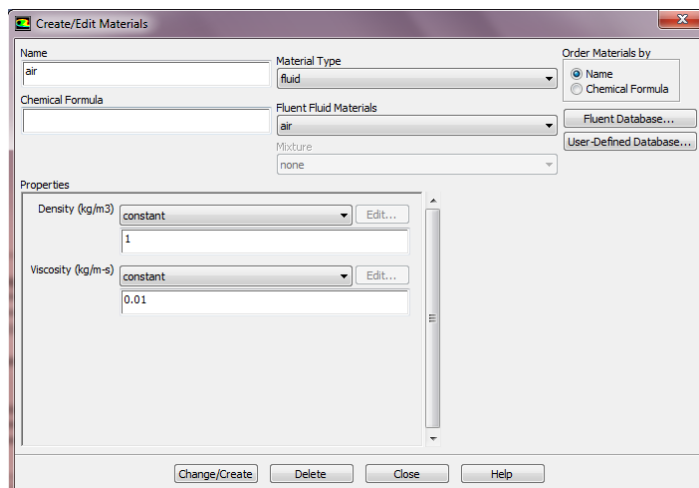 Create/Edit Materials
Name
air
Material Type
fluid
Order Materials by
Name
Chemical Formula
Chemical Formula
Fluent Fluid Materials
air
Fluent Database...
Mixture
none
User-Defined Database...
Properties
Density (kg/m3) constant Edit...
1
Viscosity (kg/m-s) constant Edit...
0.01
Change/Create Delete Close Help